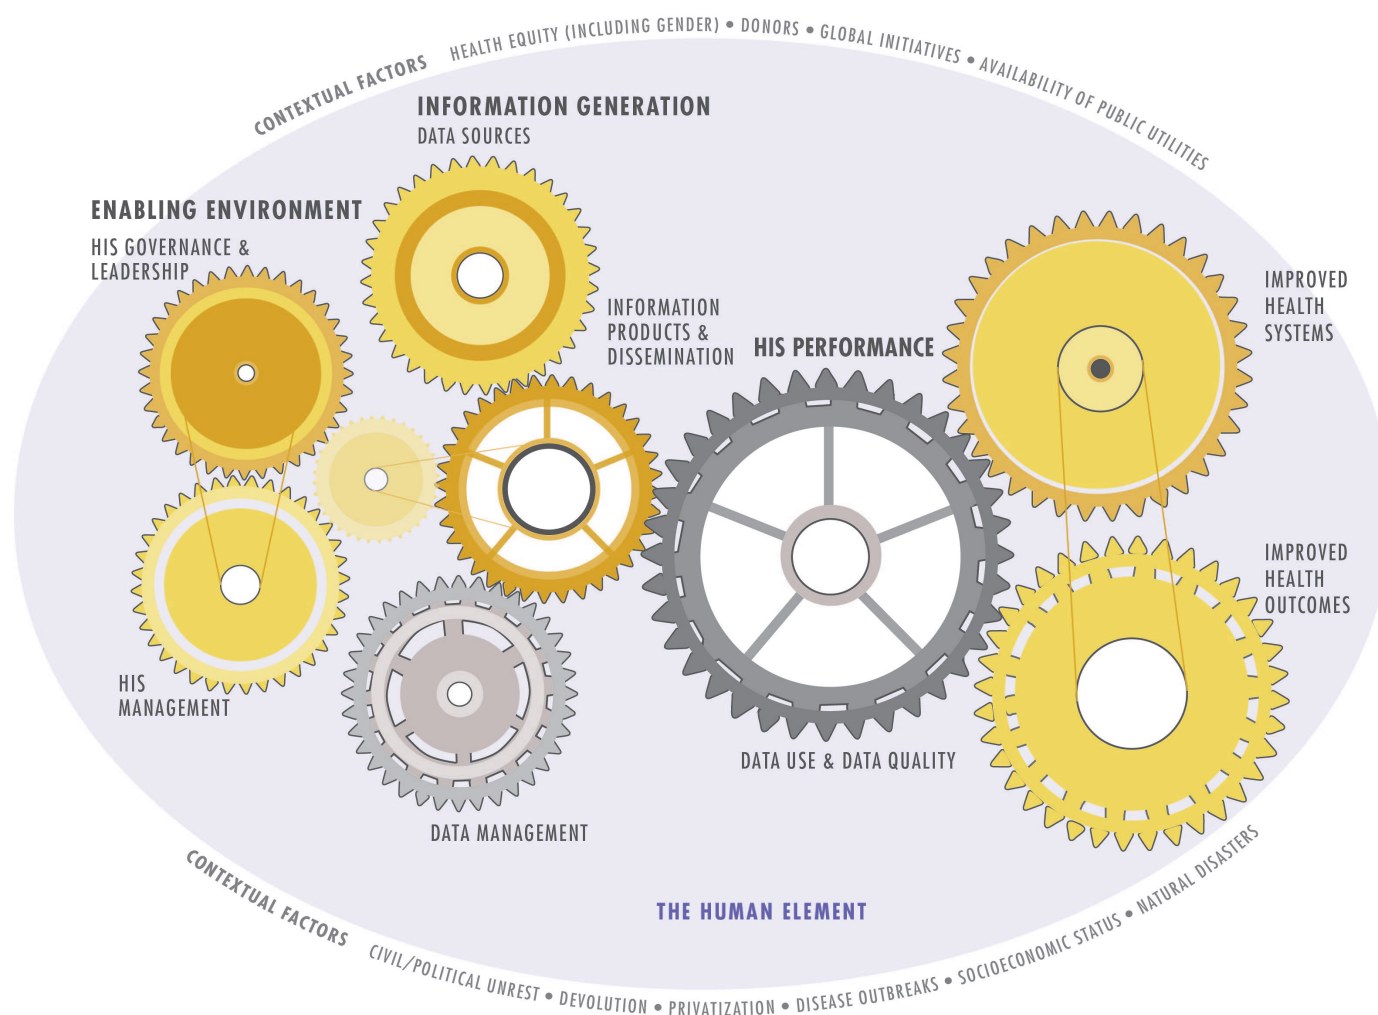 CONTEXTUAL FACTORS HEALTH EQUITY (INCLUDING GENDER) • DONORS • GLOBAL INITIATIVES • AVAILABILITY OF PUBLIC UTILITIES
INFORMATION GENERATION
DATA SOURCES
ENABLING ENVIRONMENT
HIS GOVERNANCE &
LEADERSHIP
INFORMATION
PRODUCTS &
DISSEMINATION
HIS PERFORMANCE
IMPROVED
HEALTH
SYSTEMS
IMPROVED
HEALTH
OUTCOMES
HIS
MANAGEMENT
DATA USE & DATA QUALITY
DATA MANAGEMENT
THE HUMAN ELEMENT
CONTEXTUAL FACTORS CIVIL/POLITICAL UNREST • DEVOLUTION • PRIVATIZATION • DISEASE OUTBREAKS • SOCIOECONOMIC STATUS • NATURAL DISASTERS